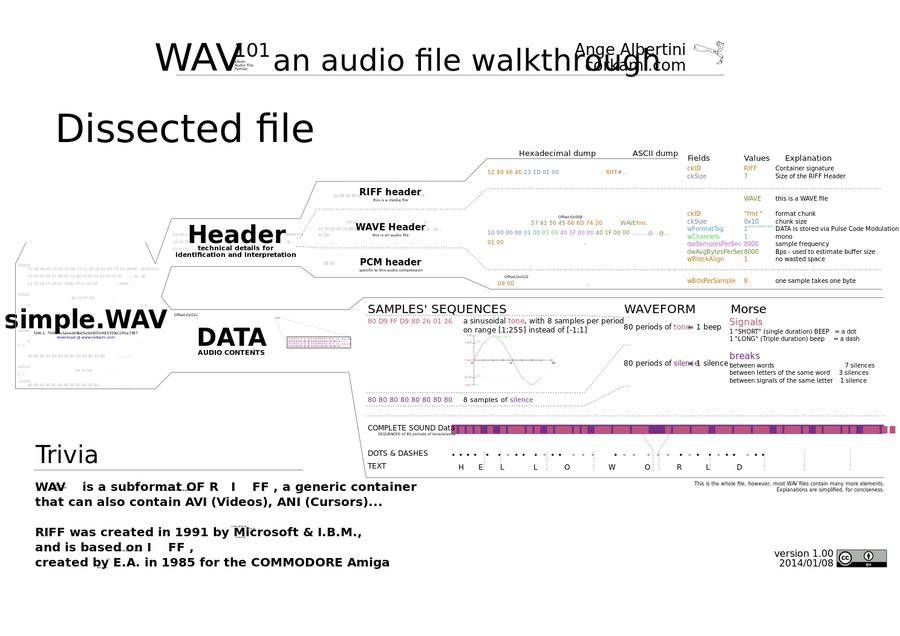 WAV101 an audio file walkthrough
Ange Albertini
corkami.com
Dissected file
Hexadecimal dump ASCII dump Fields Values Explanation
52 49 46 46 23 1D 01 00 RIFF#... ckID RIFF Container signature
ckSize 7 Size of the RIFF Header
RIFF header
this is a media file
WAVE this is a WAVE file
Offset:0x008
57 41 56 45 66 6D 74 20 WAVEfmt. ckID "fmt " format chunk
ckSize 0x10 chunk size
WAVE Header
this is an audio file
10 00 00 00 01 00 01 00 40 1F 00 00 40 1F 00 00 wFormatTag 1 DATA is stored via Pulse Code Modulation
wChannels 1 mono
01 00 dwSamplesPerSec 8000 sample frequency
dwAvgBytesPerSec 8000 Bps - used to estimate buffer size
wBlockAlign 1 no wasted space
Header
technical details for
identification and interpretation
PCM header
specific to this audio compression
Offset:0x022
08 00 wBitsPerSample 8 one sample takes one byte
simple.WAV
download @ www.corkami.com
DATA
AUDIO CONTENTS
SAMPLES' SEQUENCES WAVEFORM Morse
80 D9 FF D9 80 26 01 26 a sinusoidal tone, with 8 samples per period
on range [1:255] instead of [-1:1]
80 periods of tone = 1 beep
Signals
1 "SHORT" (single duration) BEEP = a dot
1 "LONG" (Triple duration) beep = a dash
80 periods of silence = 1 silence
breaks
between words 7 silences
between letters of the same word 3 silences
between signals of the same letter 1 silence
80 80 80 80 80 80 80 80 8 samples of silence
COMPLETE SOUND Data
SEQUENCES of 80 periods of tone/silence
DOTS & DASHES
TEXT H E L L O W O R L D
This is the whole file, however, most WAV files contain many more elements.
Explanations are simplified, for conciseness.
Trivia
WAV is a subformat OF R I FF , a generic container
that can also contain AVI (Videos), ANI (Cursors)...
RIFF was created in 1991 by Microsoft & I.B.M.,
and is based on I FF ,
created by E.A. in 1985 for the COMMODORE Amiga
version 1.00
2014/01/08
CC BY